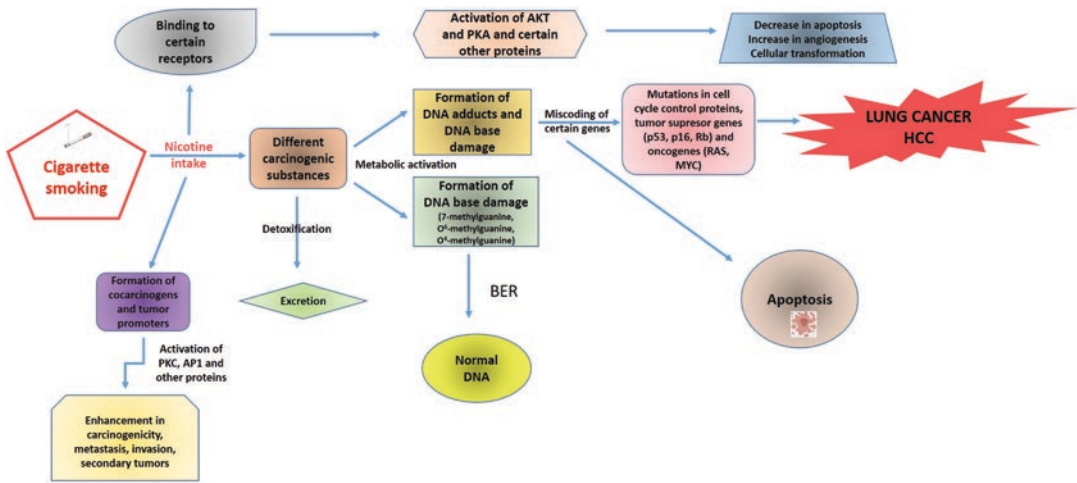 Binding to
certain
receptors
Activation of AKT
and PKA and certain
other proteins
Decrease in apoptosis
Increase in angiogenesis
Cellular transformation
Cigarette
smoking
Nicotine
intake
Different
carcinogenic
substances
Metabolic activation
Formation of
DNA adducts and
DNA base
damage
Miscoding of
certain genes
Mutations in cell
cycle control proteins,
tumor supresor genes
(p53, p16, Rb) and
oncogenes (RAS,
MYC)
LUNG CANCER
HCC
Formation of
DNA base damage
(7-methylguanine,
O⁶-methylguanine,
O⁴-methylguanine)
Detoxification
Excretion
BER
Normal
DNA
Apoptosis
Formation of
cocarcinogens
and tumor
promoters
Activation of
PKC, AP1 and
other proteins
Enhancement in
carcinogenicity,
metastasis, invasion,
secondary tumors